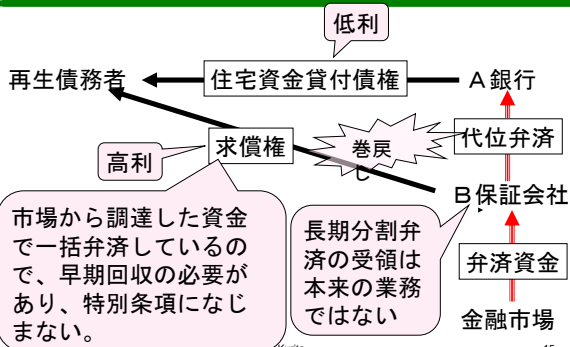 低利
再生債務者
住宅資金貸付債権
A銀行
高利
求償権
巻戻
し
代位弁済
B保証会社
市場から調達した資金
で一括弁済しているの
で、早期回収の必要が
あり、特別条項になじ
まない。
長期分割弁
済の受領は
本来の業務
ではない
弁済資金
金融市場